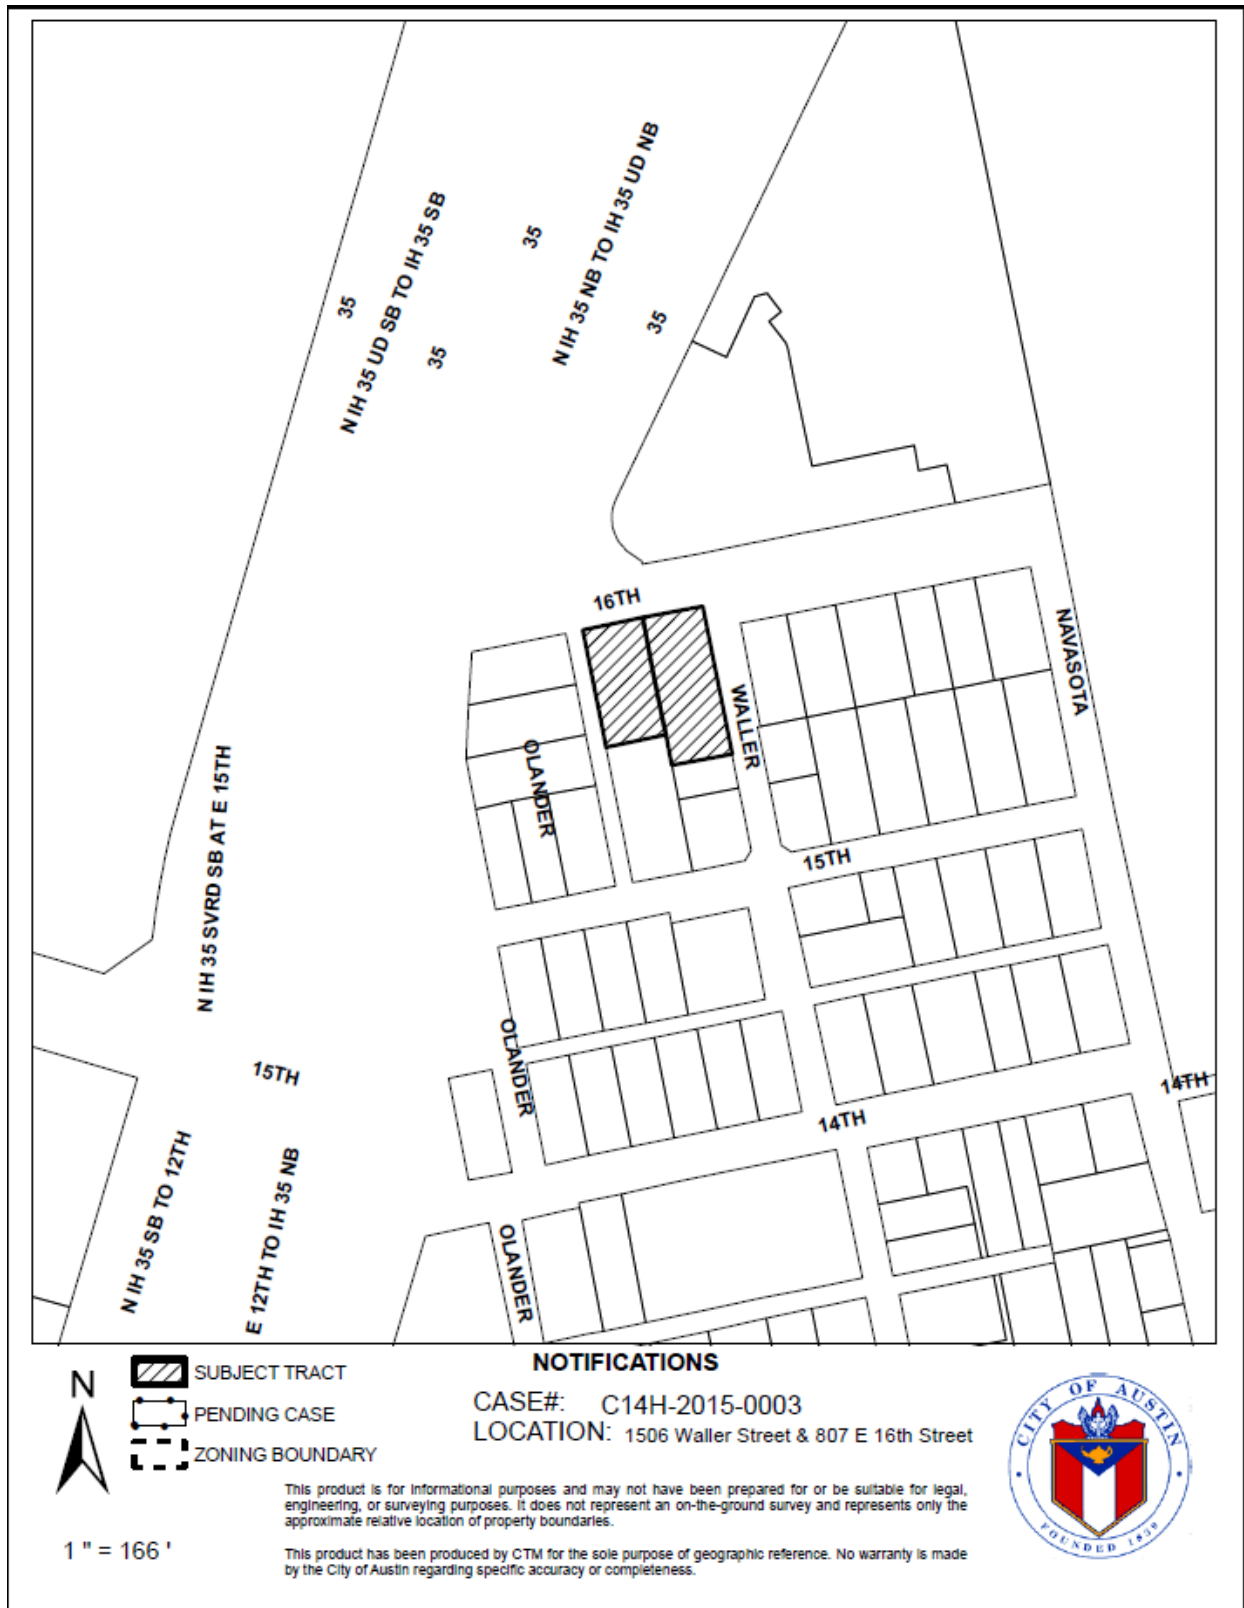 N IH 35 UD SB TO IH 35 SB
N IH 35 NB TO IH 35 UD NB
35
35
35
35
16TH
WALLER
NAVASOTA
OLANDER
N IH 35 SVRD SB AT E 15TH
15TH
OLANDER
15TH
14TH
14TH
N IH 35 SB TO 12TH
E 12TH TO IH 35 NB
OLANDER
NOTIFICATIONS
N
SUBJECT TRACT
PENDING CASE
ZONING BOUNDARY
CASE#: C14H-2015-0003
LOCATION: 1506 Waller Street & 807 E 16th Street
This product is for informational purposes and may not have been prepared for or be suitable for legal,
engineering, or surveying purposes. It does not represent an on-the-ground survey and represents only the
approximate relative location of property boundaries.
1 " = 166 '
This product has been produced by CTM for the sole purpose of geographic reference. No warranty is made
by the City of Austin regarding specific accuracy or completeness.
CITY OF AUSTIN
FOUNDED 1839